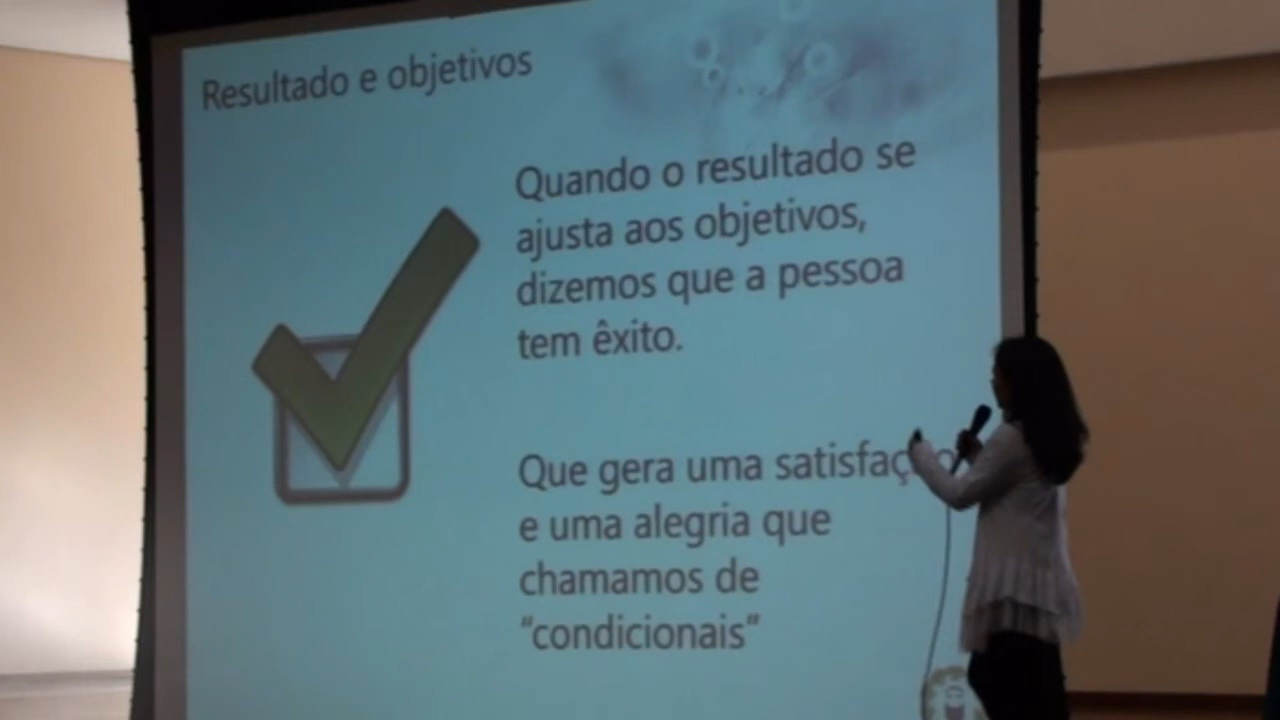 Resultado e objetivos
Quando o resultado se
ajusta aos objetivos,
dizemos que a pessoa
tem êxito.
Que gera uma satisfação
e uma alegria que
chamamos de
“condicionais”